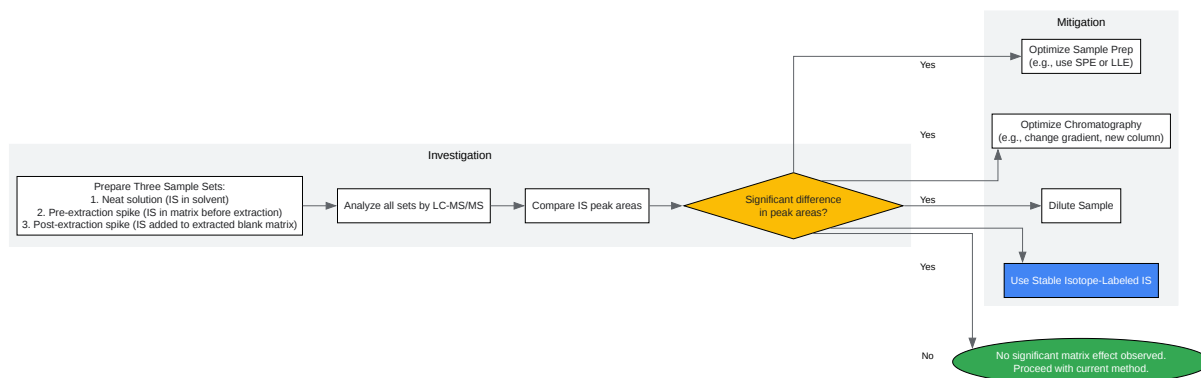 Mitigation
Optimize Sample Prep
(e.g., use SPE or LLE)
Yes
Optimize Chromatography
(e.g., change gradient, new column)
Yes
Investigation
Prepare Three Sample Sets:
1. Neat solution (IS in solvent)
2. Pre-extraction spike (IS in matrix before extraction)
3. Post-extraction spike (IS added to extracted blank matrix)
Analyze all sets by LC-MS/MS
Compare IS peak areas
Significant difference
in peak areas?
Yes
Dilute Sample
Yes
Use Stable Isotope-Labeled IS
No
No significant matrix effect observed.
Proceed with current method.